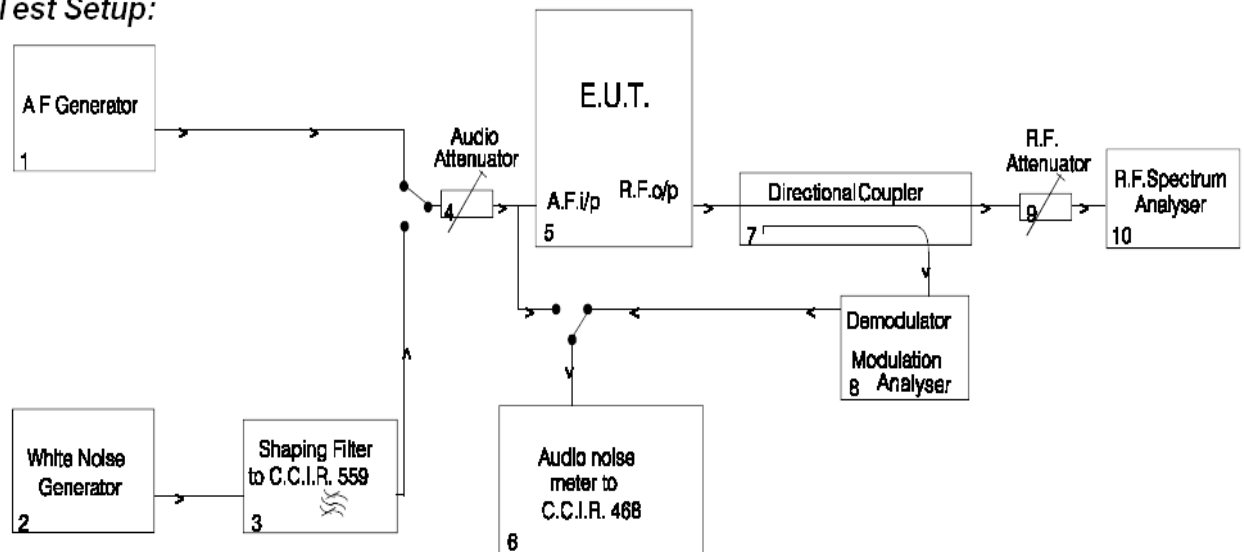 Test Setup:
A F Generator
1
Audio
Attenuator
4
E.U.T.
A.F.i/p
R.F.o/p
5
Directional Coupler
7
R.F.
Attenuator
9
R.F.Spectrum
Analyser
10
Demodulator
Modulation
Analyser
8
White Noise
Generator
2
Shaping Filter
to C.C.I.R. 559
3
Audio noise
meter to
C.C.I.R. 468
6